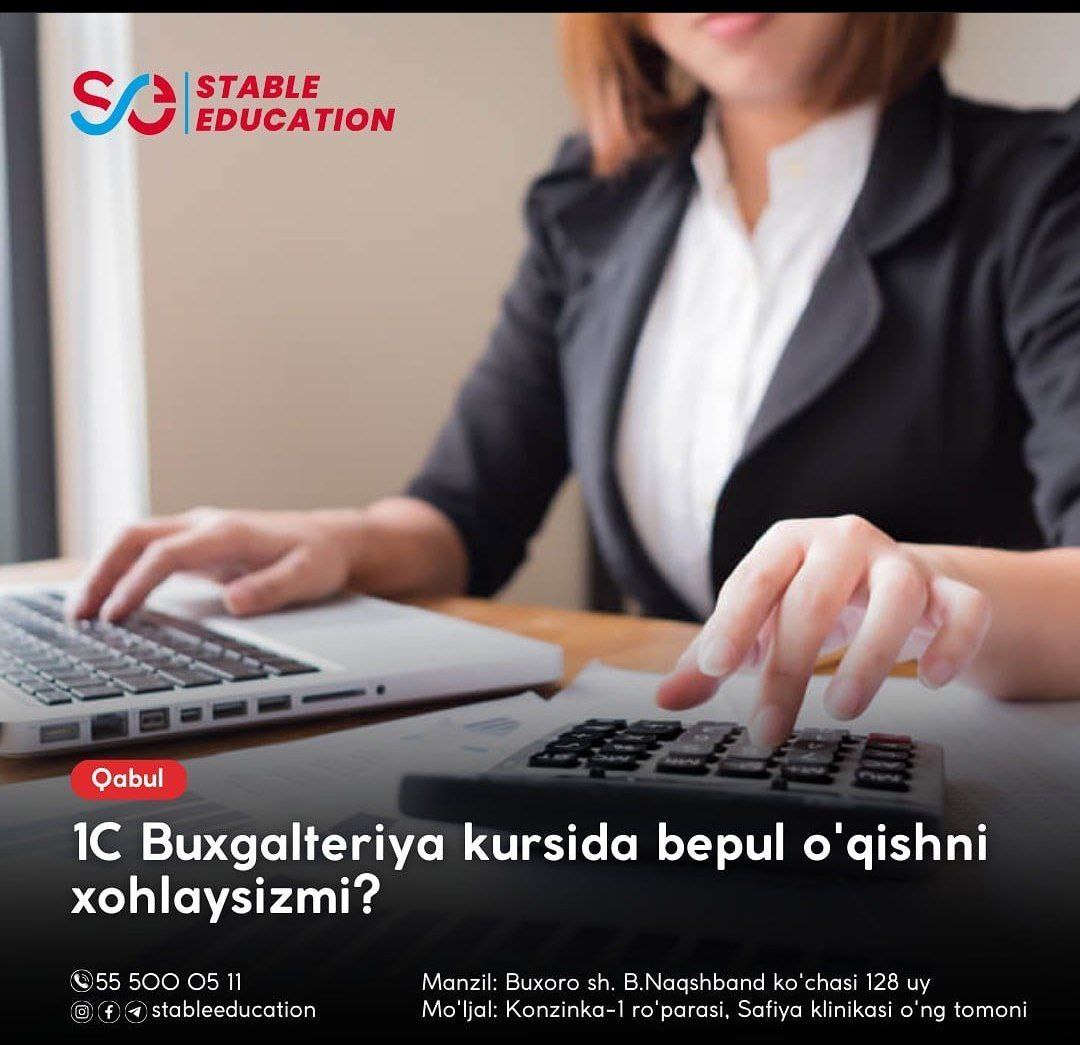 se STABLE
EDUCATION
Qabul
1C Buxgalteriya kursida bepul o'qishni
xohlaysizmi?
55 500 05 11
stableeducation
Manzil: Buxoro sh. B.Naqshband ko'chasi 128 uy
Mo'ljal: Konzinka-1 ro'parasi, Safiya klinikasi o'ng tomoni